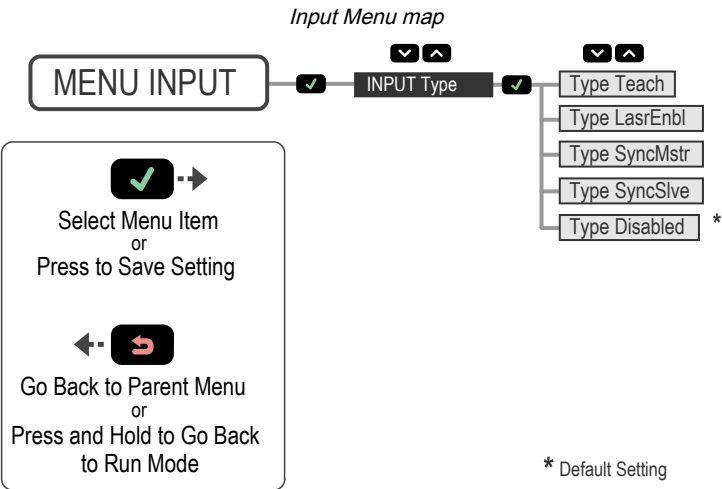 Input Menu map
MENU INPUT
INPUT Type
Type Teach
Type LasrEnbl
Type SyncMstr
Type SyncSlve
Type Disabled *
Select Menu Item
or
Press to Save Setting
Go Back to Parent Menu
or
Press and Hold to Go Back
to Run Mode
* Default Setting